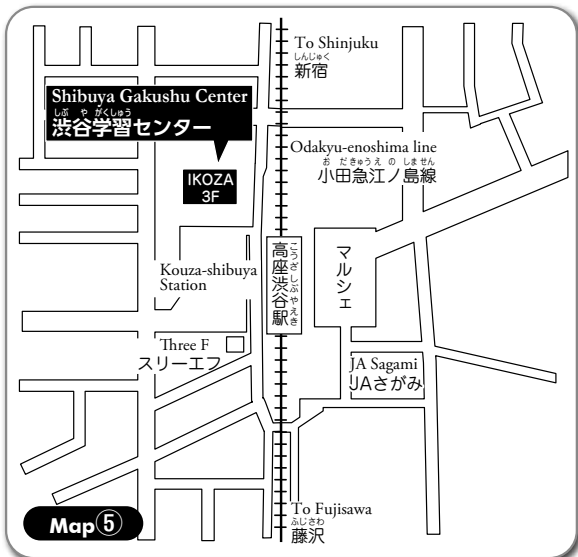 To Shinjuku
しんじゅく
新宿
Shibuya Gakushu Center
しぶ や がくしゅう
渋谷学習センター
Odakyu-enoshima line
お だきゅう え の しません
小田急江ノ島線
IKOZA
3F
Kouza-shibuya
Station
こうざしぶやえき
高座渋谷駅
マルシェ
Three F
スリーエフ
JA Sagami
JAさがみ
To Fujisawa
ふじさわ
藤沢
Map⑤